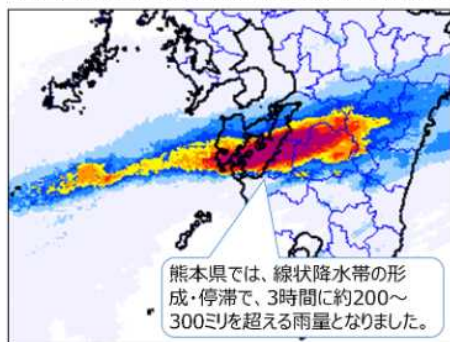 熊本県では、線状降水帯の形
成・停滞で、3時間に約200～
300ミリを超える雨量となりました。